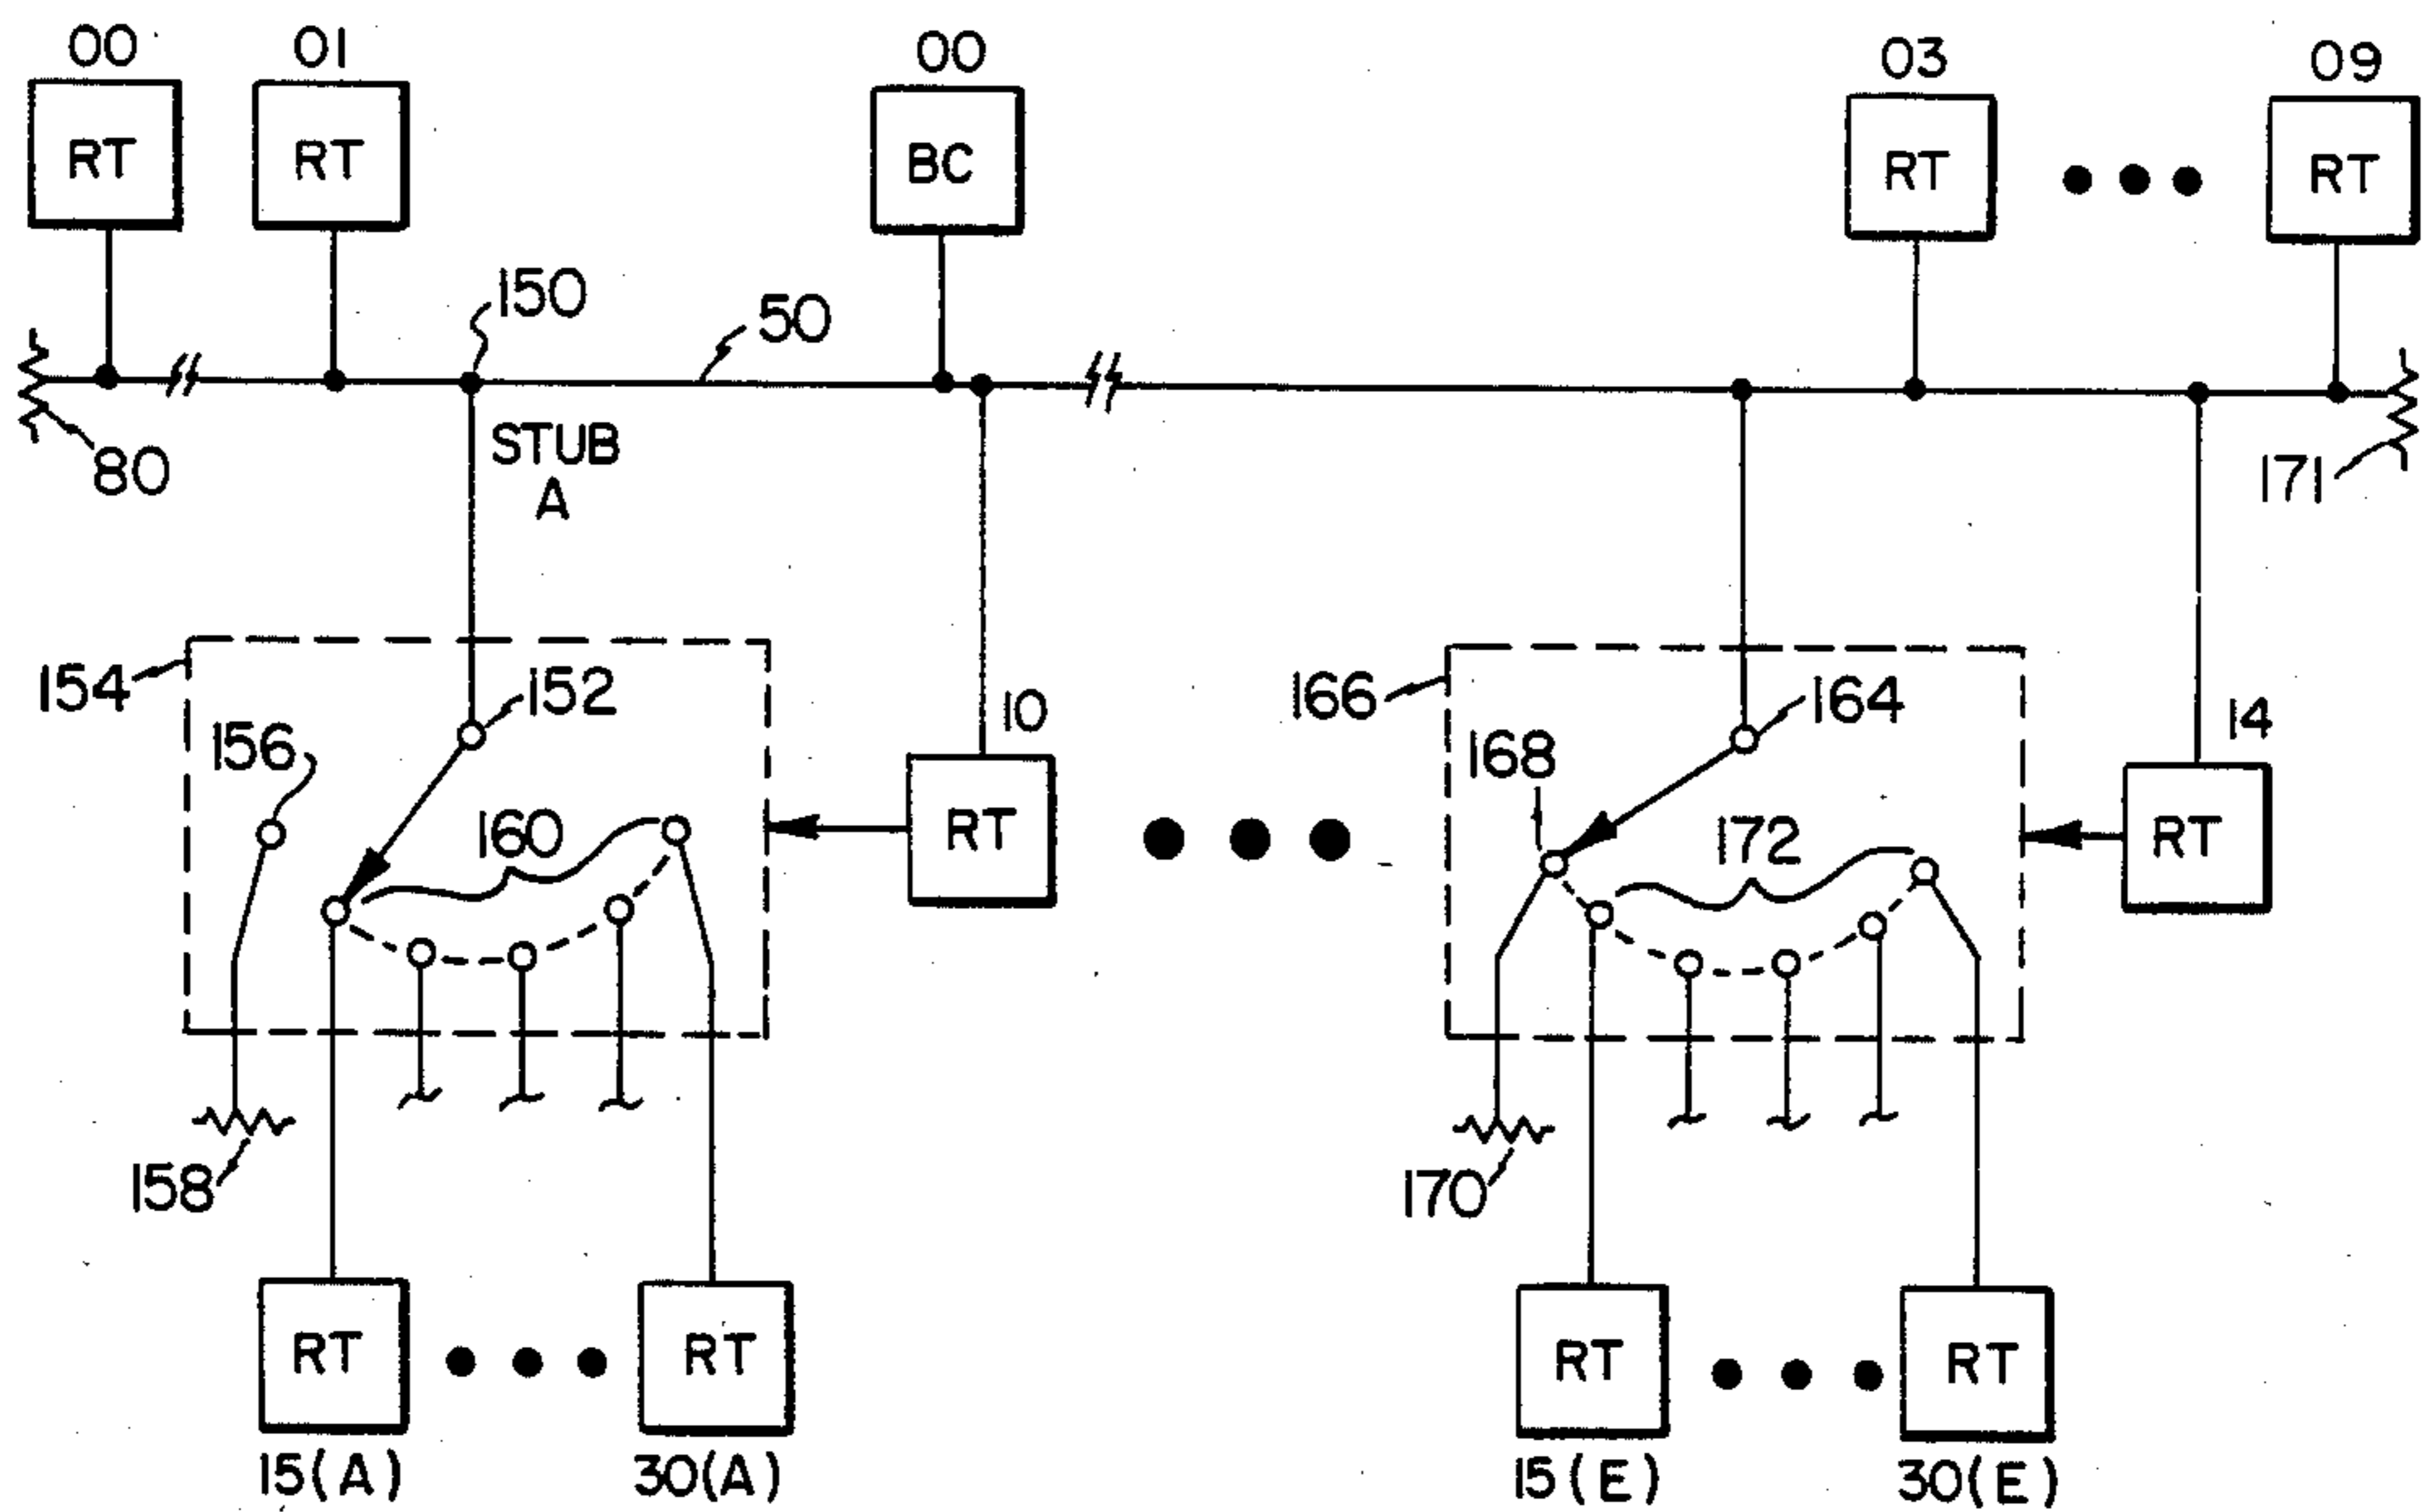 00 01 00 03 09
RT RT BC RT RT
150 50
STUB
A
80 171
154 152 166 164
156 10 168 14
160 RT 172 RT
158 170
RT RT RT RT
15(A) 30(A) 15(E) 30(E)